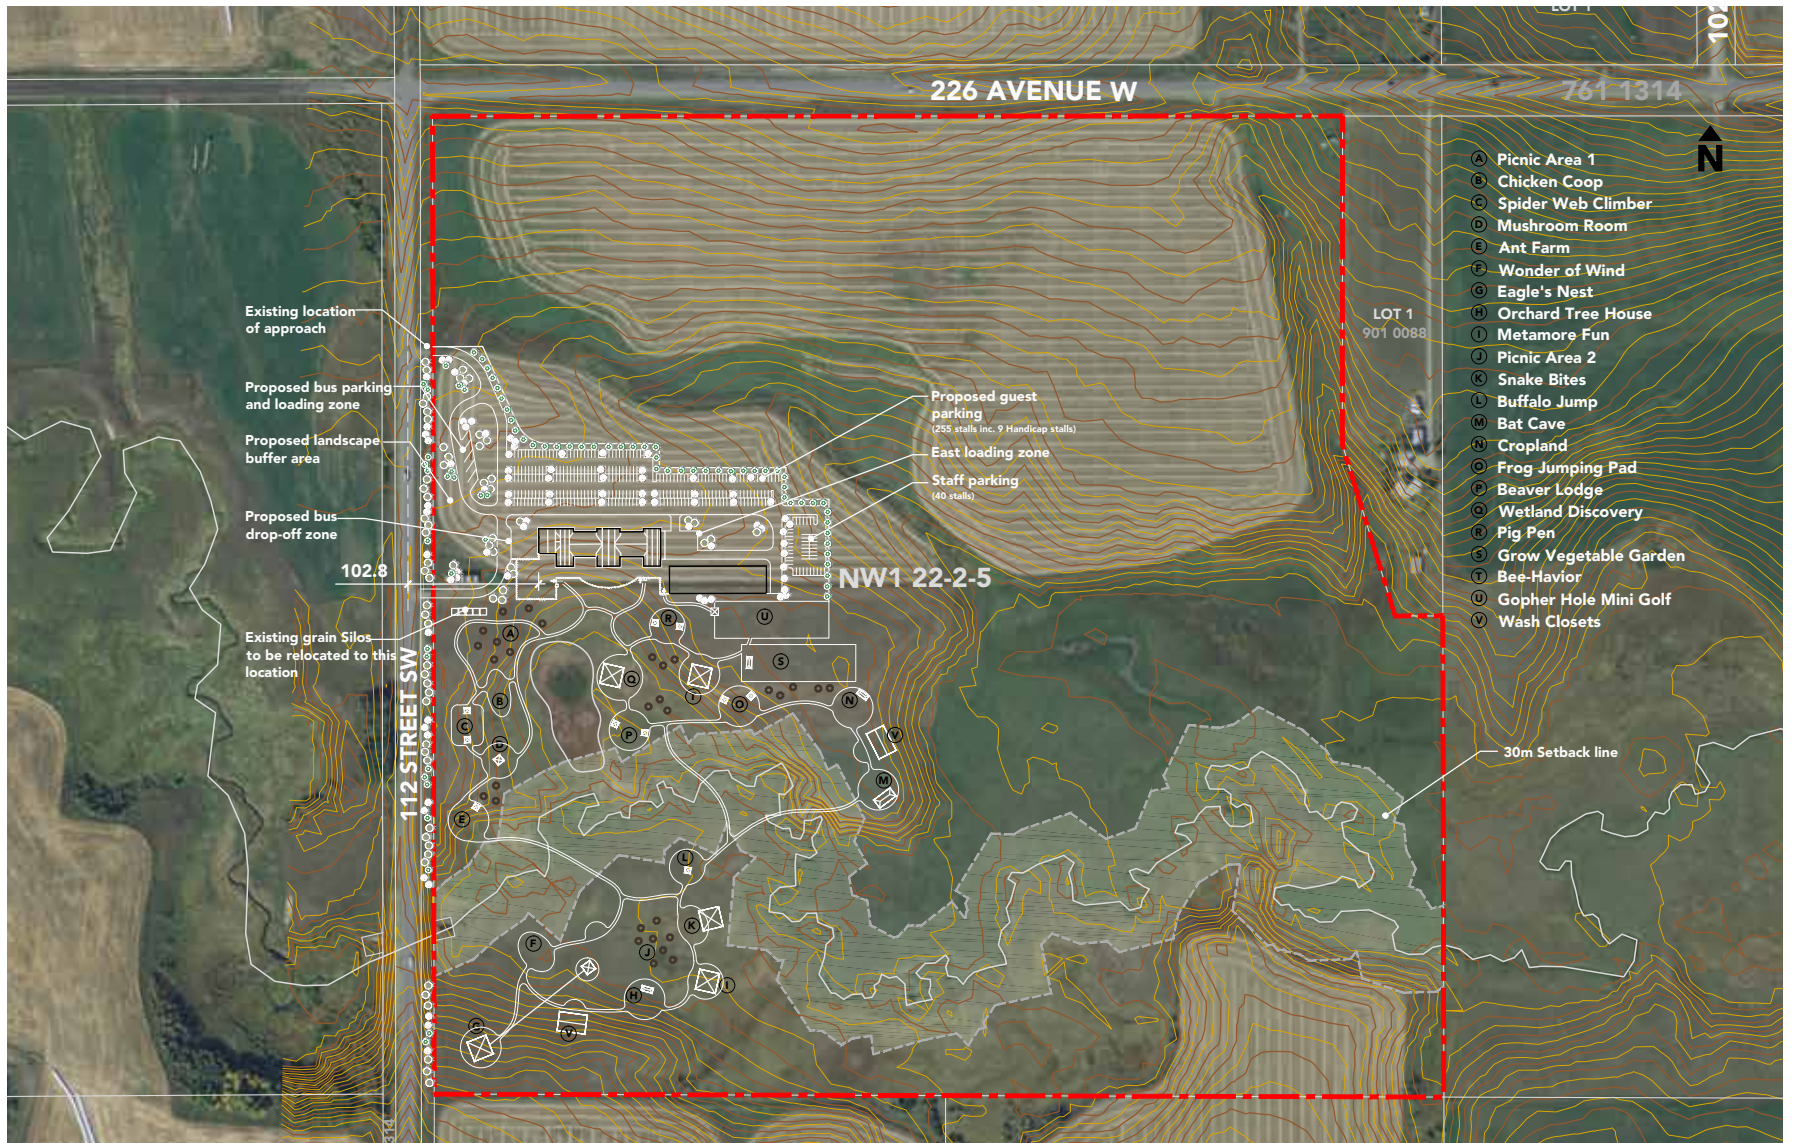 LOT 1
102
226 AVENUE W
761 1314
N
A Picnic Area 1
B Chicken Coop
C Spider Web Climber
D Mushroom Room
E Ant Farm
F Wonder of Wind
G Eagle's Nest
H Orchard Tree House
I Metamore Fun
J Picnic Area 2
K Snake Bites
L Buffalo Jump
M Bat Cave
N Cropland
O Frog Jumping Pad
P Beaver Lodge
Q Wetland Discovery
R Pig Pen
S Grow Vegetable Garden
T Bee-Havior
U Gopher Hole Mini Golf
V Wash Closets
LOT 1
901 0088
Existing location
of approach
Proposed bus parking
and loading zone
Proposed landscape
buffer area
Proposed bus
drop-off zone
102.8
Existing grain Silos
to be relocated to this
location
112 STREET SW
Proposed guest
parking
(255 stalls inc. 9 Handicap stalls)
East loading zone
Staff parking
(40 stalls)
NW1 22-2-5
30m Setback line
A
R
U
S
Q
T
O
N
B
C
D
P
V
M
E
L
K
F
J
H
I
G
V
314